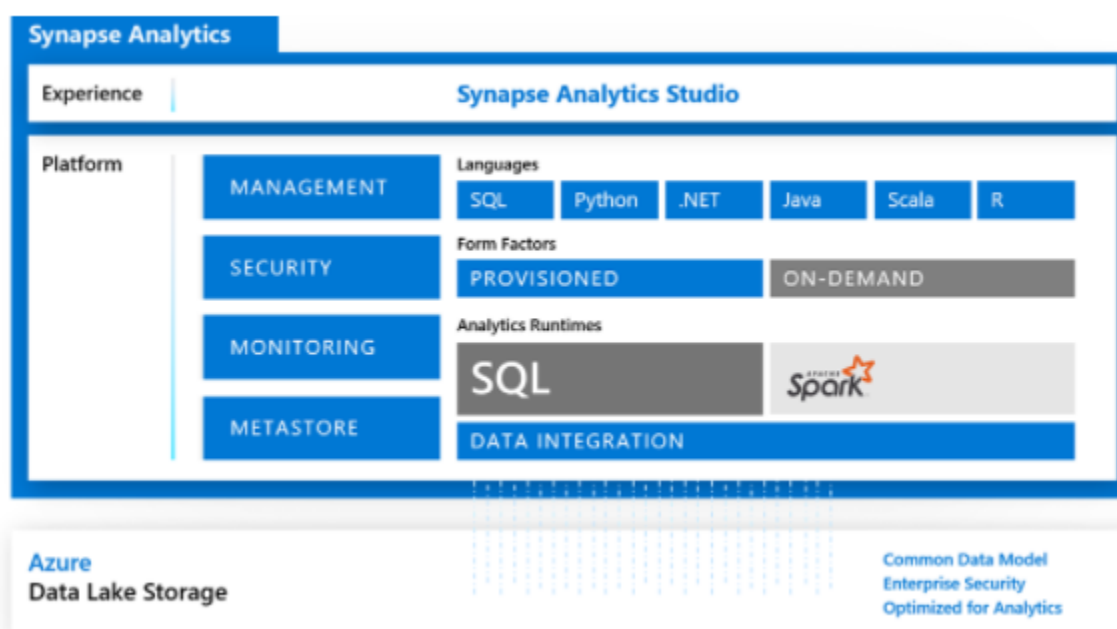 Synapse Analytics
Experience
Synapse Analytics Studio
Platform
MANAGEMENT
SECURITY
MONITORING
METASTORE
Languages
SQL
Python
.NET
Java
Scala
R
Form Factors
PROVISIONED
ON-DEMAND
Analytics Runtimes
SQL
APACHE
Spark
DATA INTEGRATION
Azure
Data Lake Storage
Common Data Model
Enterprise Security
Optimized for Analytics